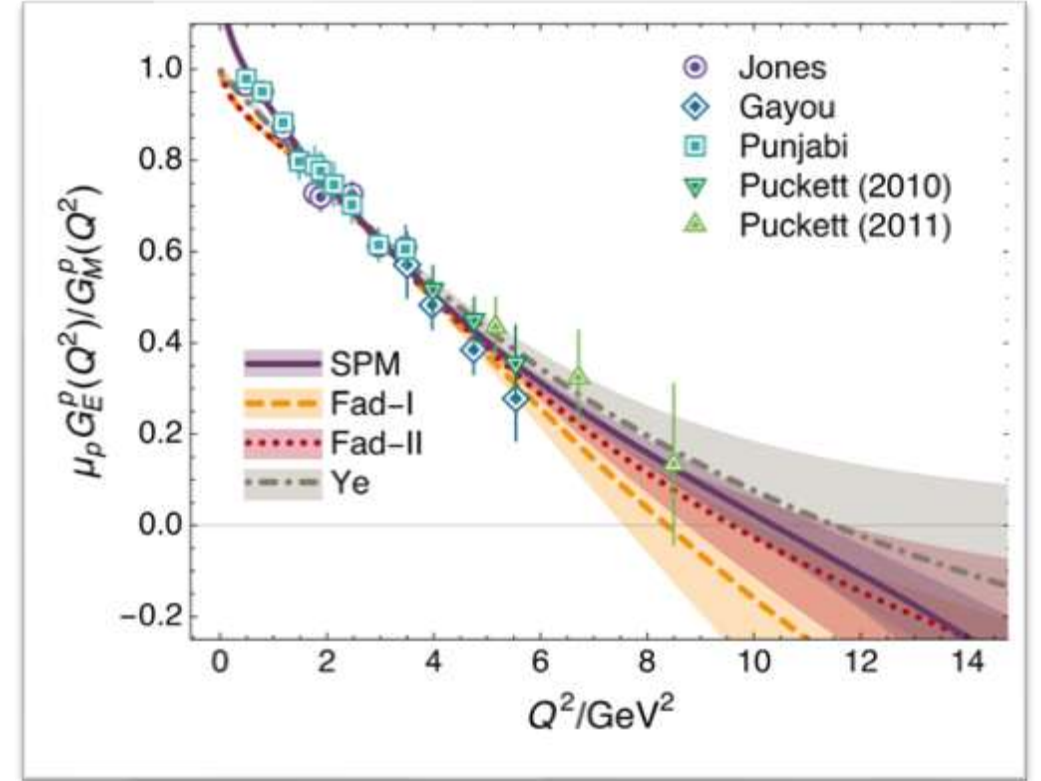 Jones
Gayou
Punjabi
Puckett (2010)
Puckett (2011)
SPM
Fad-I
Fad-II
Ye
1.0
0.8
0.6
0.4
0.2
0.0
-0.2
μpG_E^p(Q²)/G_M^p(Q²)
0 2 4 6 8 10 12 14
Q²/GeV²